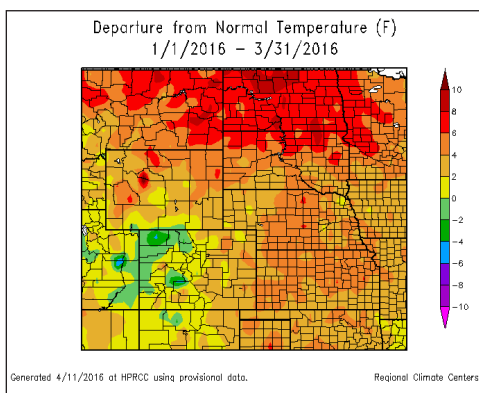 Departure from Normal Temperature (F)
1/1/2016 – 3/31/2016
10
8
6
4
2
0
-2
-4
-6
-8
-10
Generated 4/11/2016 at HPRCC using provisional data.
Regional Climate Centers